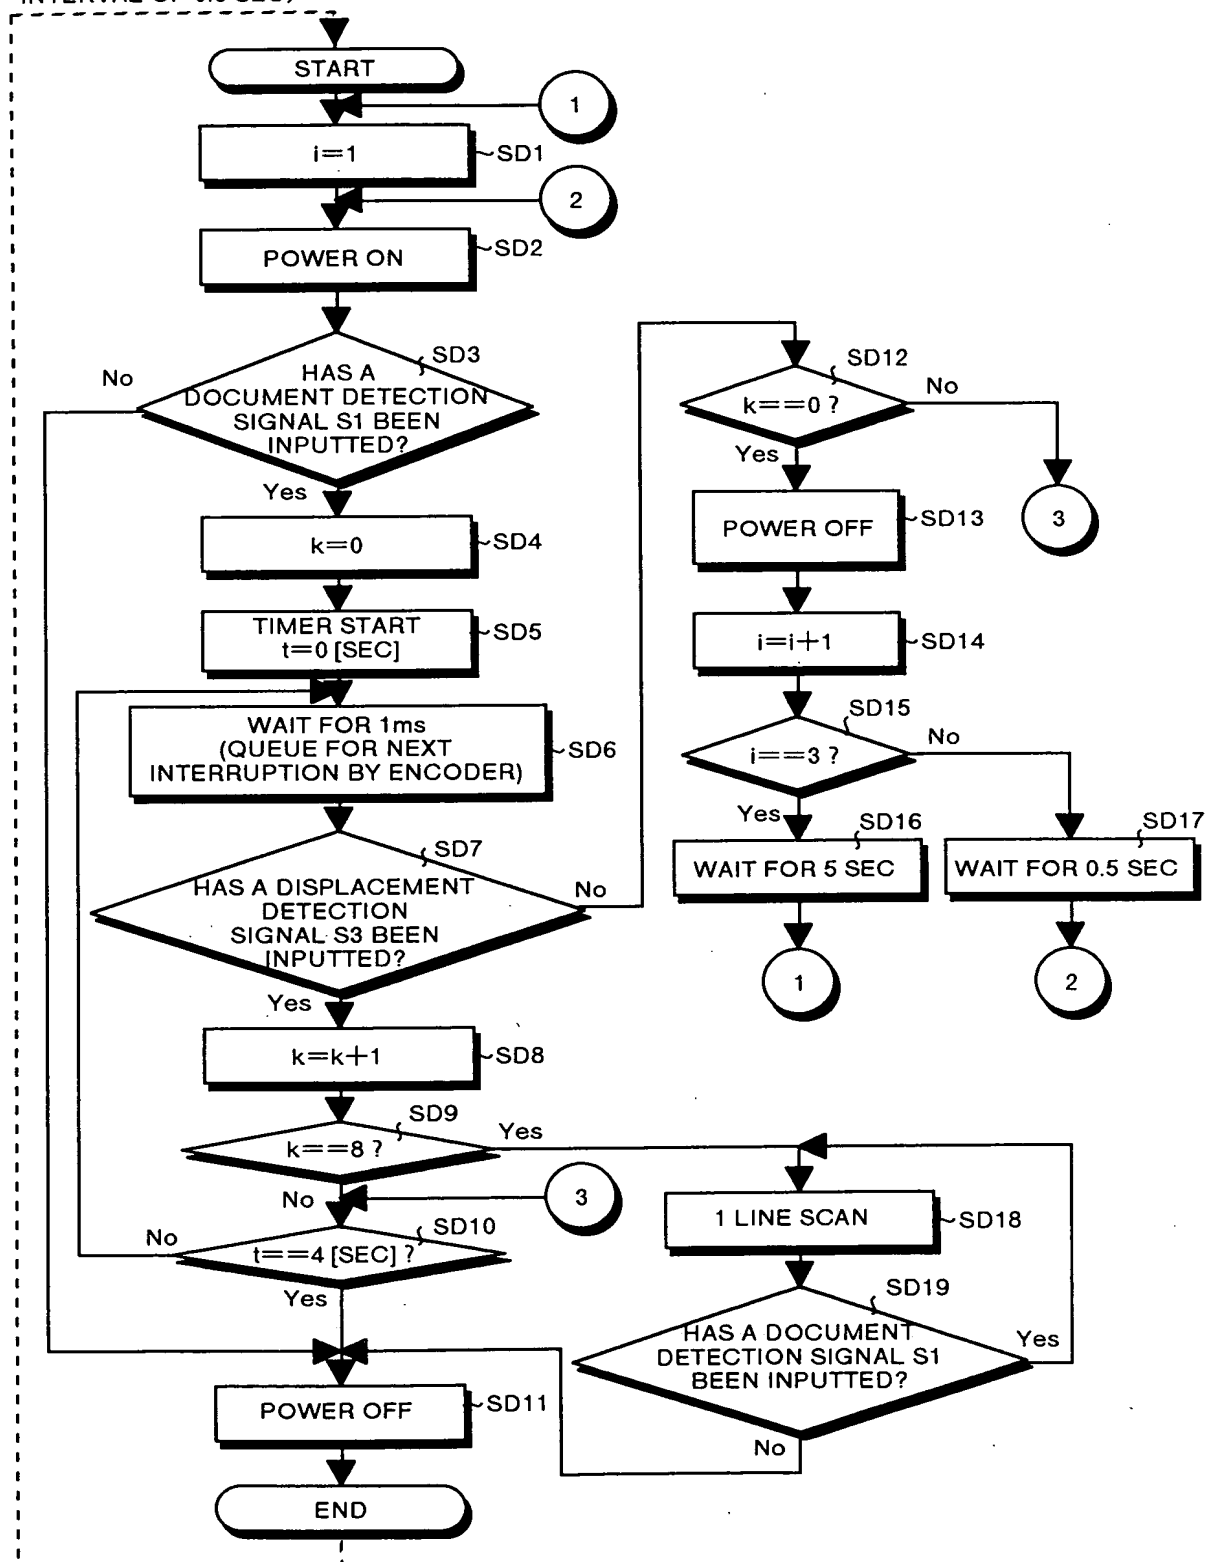 INTERVAL OF 0.5 SEC)
START
1
i==1
SD1
2
POWER ON
SD2
SD3
No
HAS A
DOCUMENT DETECTION
SIGNAL S1 BEEN
INPUTTED?
Yes
k=0
SD4
TIMER START
t=0 [SEC]
SD5
WAIT FOR 1ms
(QUEUE FOR NEXT
INTERRUPTION BY ENCODER)
SD6
SD7
HAS A DISPLACEMENT
DETECTION
SIGNAL S3 BEEN
INPUTTED?
No
Yes
k=k+1
SD8
SD9
k==8 ?
Yes
No
3
SD10
No
t==4 [SEC] ?
Yes
POWER OFF
SD11
END
SD12
k==0 ?
No
Yes
POWER OFF
SD13
3
i=i+1
SD14
SD15
i==3 ?
No
Yes
SD16
WAIT FOR 5 SEC
SD17
WAIT FOR 0.5 SEC
1
2
1 LINE SCAN
SD18
SD19
HAS A DOCUMENT
DETECTION SIGNAL S1
BEEN INPUTTED?
Yes
No